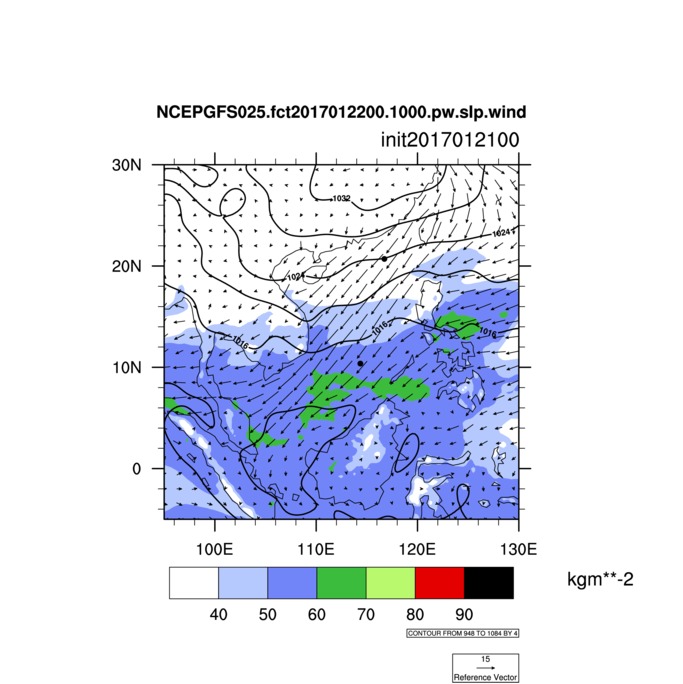 NCEPGFS025.fct2017012200.1000.pw.slp.wind
init2017012100
30N
20N
10N
0
1032
1024
1024
1016
1016
1016
100E 110E 120E 130E
40 50 60 70 80 90
kgm**-2
CONTOUR FROM 948 TO 1084 BY 4
15
Reference Vector